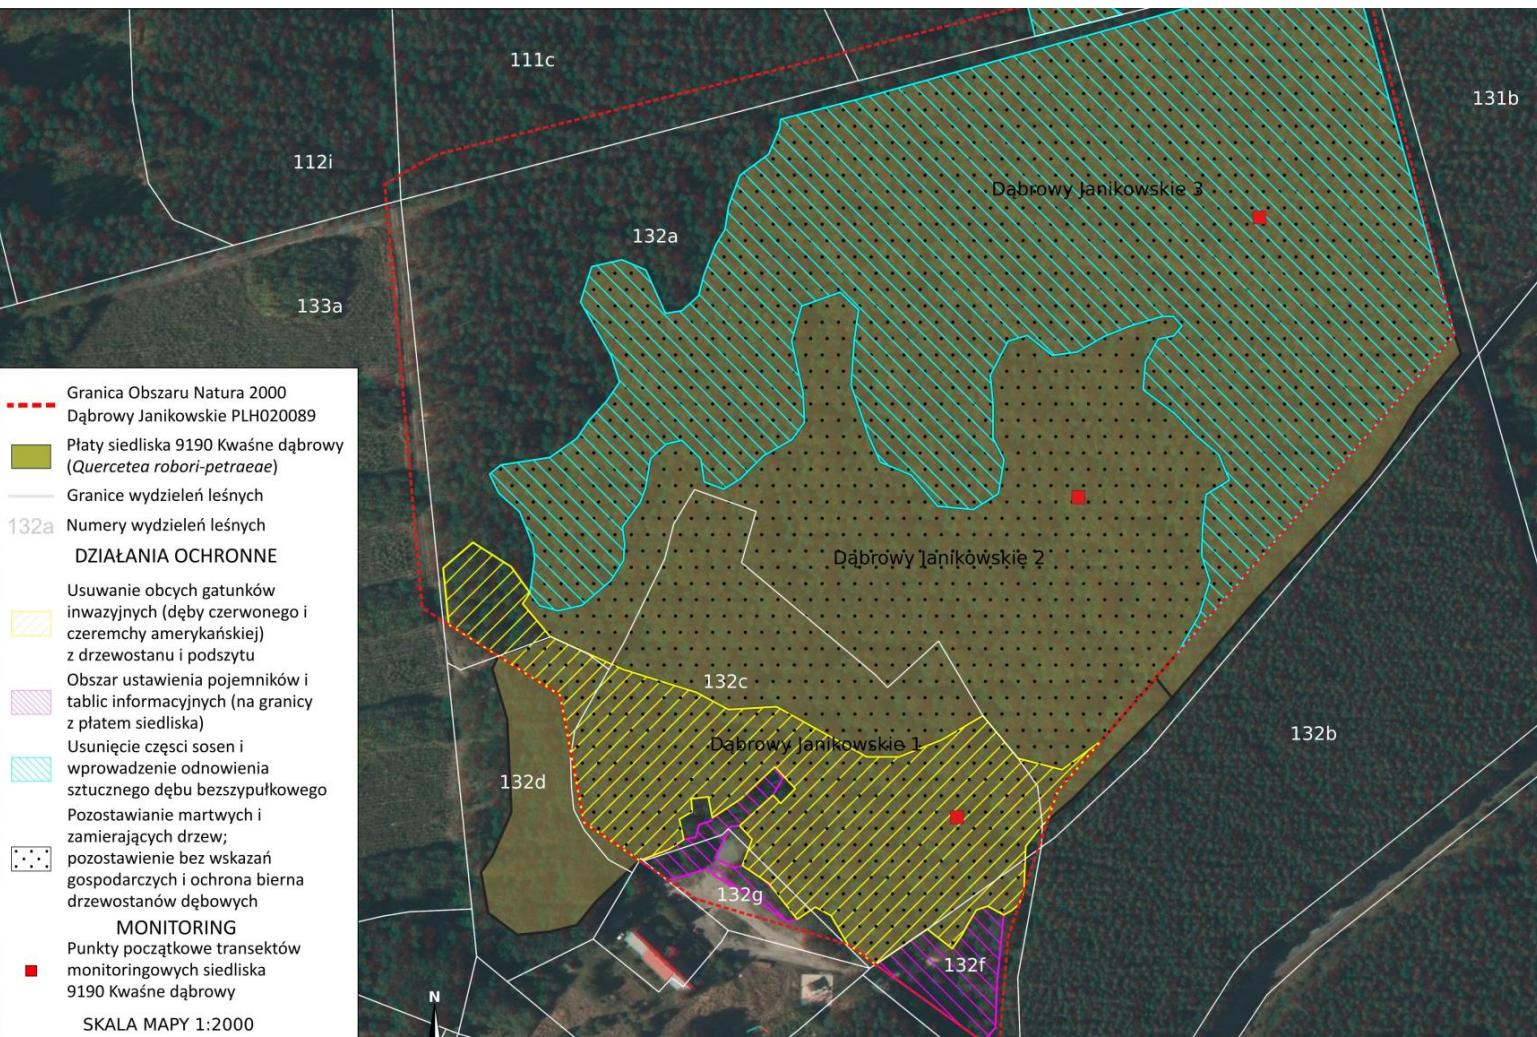 111c
131b
112i
Dąbrowy Janikowskie 3
132a
133a
Granica Obszaru Natura 2000
Dąbrowy Janikowskie PLH020089
Płaty siedliska 9190 Kwaśne dąbrowy
(Quercetea robori-petraeae)
Granice wydzieleń leśnych
132a Numery wydzieleń leśnych
DZIAŁANIA OCHRONNE
Usuwanie obcych gatunków
inwazyjnych (dęby czerwonego i
czeremchy amerykańskiej)
z drzewostanu i podszytu
Obszar ustawienia pojemników i
tablic informacyjnych (na granicy
z płatem siedliska)
Usunięcie częsci sosen i
wprowadzenie odnowienia
sztucznego dębu bezszypułkowego
Pozostawianie martwych i
zamierających drzew;
pozostawienie bez wskazań
gospodarczych i ochrona bierna
drzewostanów dębowych
MONITORING
Punkty początkowe transektów
monitoringowych siedliska
9190 Kwaśne dąbrowy
SKALA MAPY 1:2000
Dąbrowy Janikowskie 2
132c
132b
Dąbrowy Janikowskie 1
132d
132g
132f
N